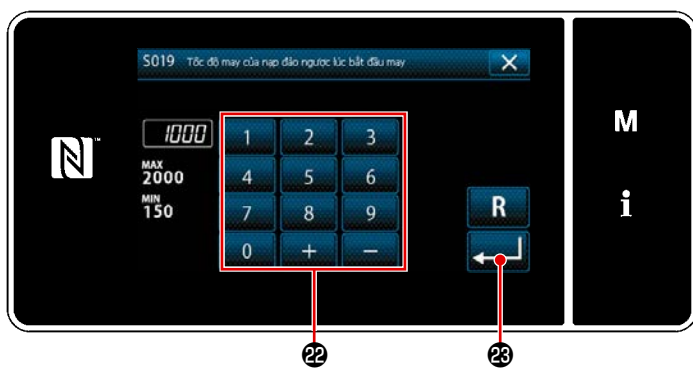 S019 Tốc độ may của nạp đảo ngược lúc bắt đầu may
1000
MAX
2000
MIN
150
1 2 3
4 5 6
7 8 9
0 + −
R
M
i
N™
22
23